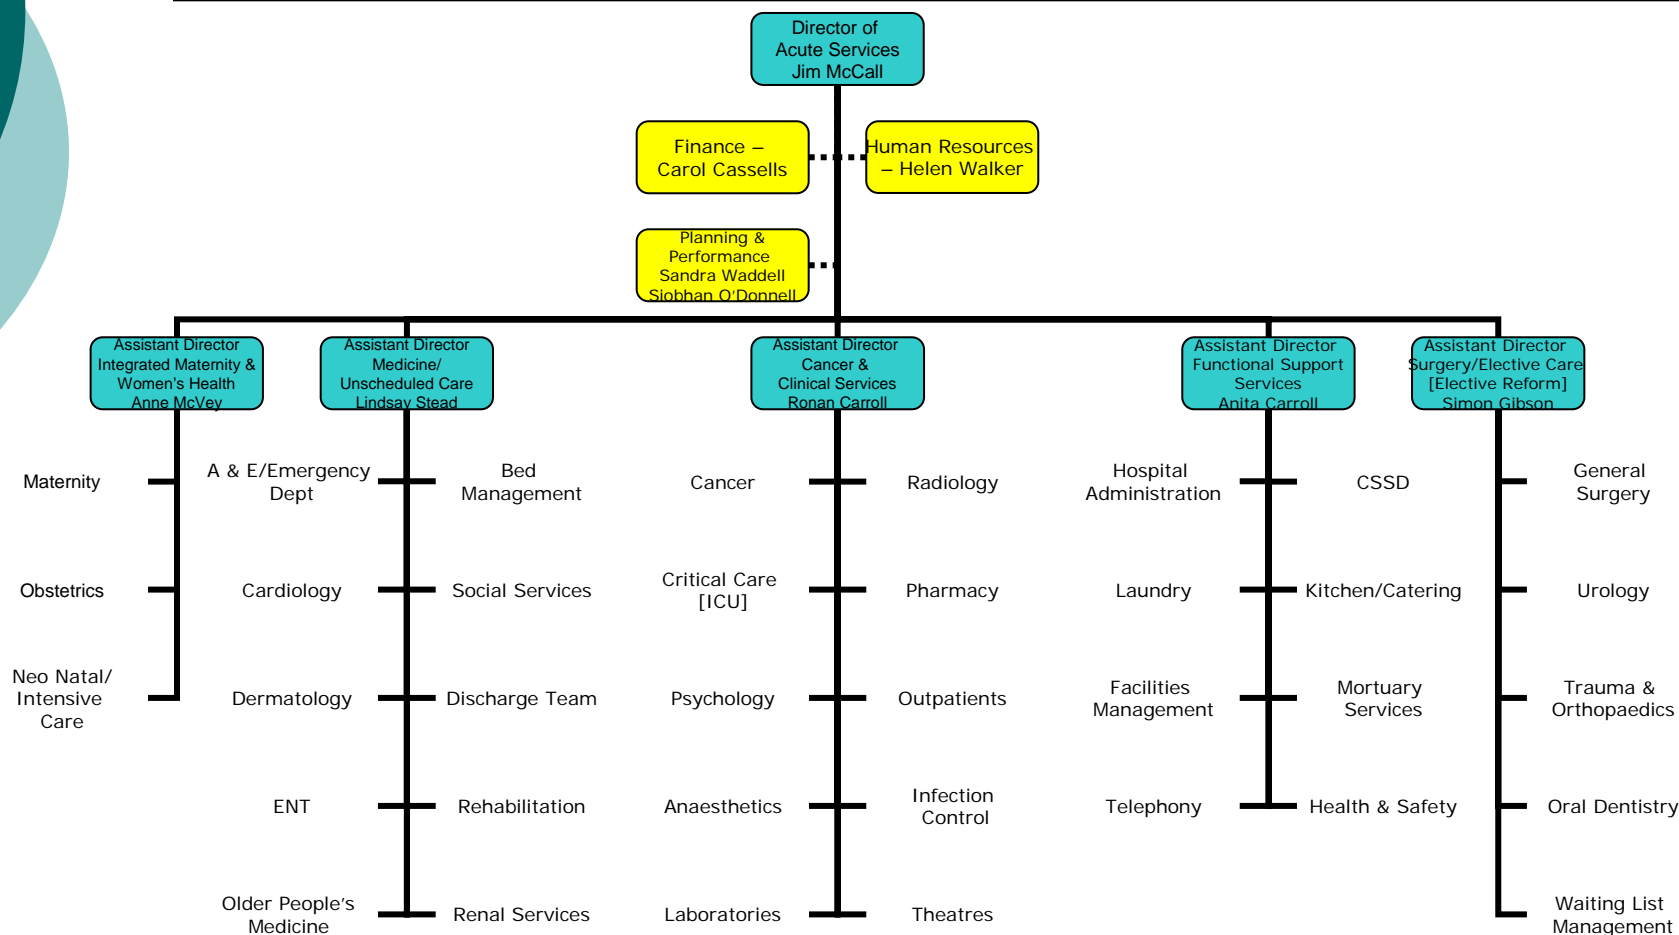 Director of
Acute Services
Jim McCall
Finance –
Carol Cassells
Human Resources
– Helen Walker
Planning &
Performance
Sandra Waddell
Siobhan O’Donnell
Assistant Director
Integrated Maternity &
Women’s Health
Anne McVey
Assistant Director
Medicine/
Unscheduled Care
Lindsay Stead
Assistant Director
Cancer &
Clinical Services
Ronan Carroll
Assistant Director
Functional Support
Services
Anita Carroll
Assistant Director
Surgery/Elective Care
[Elective Reform]
Simon Gibson
Maternity
Obstetrics
Neo Natal/
Intensive
Care
A & E/Emergency
Dept
Cardiology
Dermatology
ENT
Older People’s
Medicine
Bed
Management
Social Services
Discharge Team
Rehabilitation
Renal Services
Cancer
Critical Care
[ICU]
Psychology
Anaesthetics
Laboratories
Radiology
Pharmacy
Outpatients
Infection
Control
Theatres
Hospital
Administration
Laundry
Facilities
Management
Telephony
CSSD
Kitchen/Catering
Mortuary
Services
Health & Safety
General
Surgery
Urology
Trauma &
Orthopaedics
Oral Dentistry
Waiting List
Management